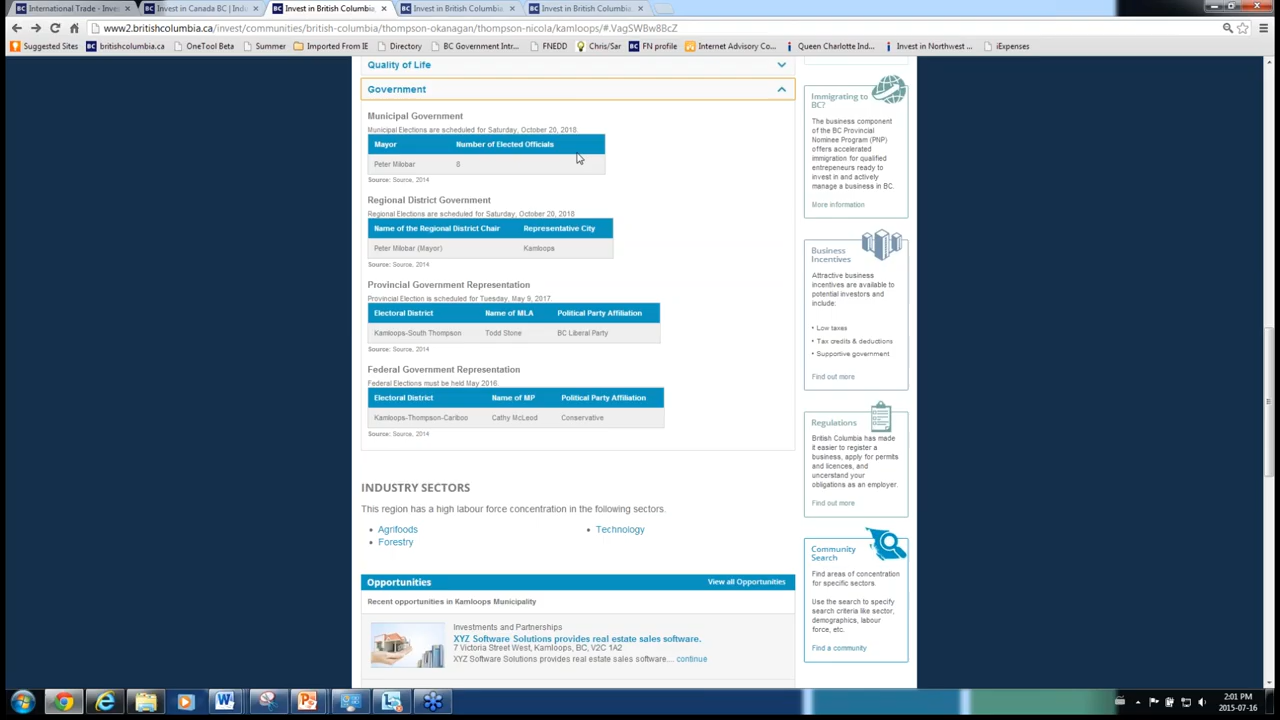 International Trade - Inves
Invest in Canada BC | Indu
Invest in British Columbia,
Invest in British Columbia,
Invest in British Columbia,
www2.britishcolumbia.ca/invest/communities/british-columbia/thompson-okanagan/thompson-nicola/kamloops/#.VagSWBw8BcZ
Suggested Sites
britishcolumbia.ca
OneTool Beta
Summer
Imported From IE
Directory
BC Government Intr...
FNEDD
Chris/Sar
FN profile
Internet Advisory Co
Queen Charlotte Ind...
Invest in Northwest ...
iExpenses
Quality of Life
Government
Municipal Government
Municipal Elections are scheduled for Saturday, October 20, 2018.
Mayor Number of Elected Officials
Peter Milobar 8
Source: Source, 2014
Regional District Government
Regional Elections are scheduled for Saturday, October 20, 2018
Name of the Regional District Chair Representative City
Peter Milobar (Mayor) Kamloops
Source: Source, 2014
Provincial Government Representation
Provincial Election is scheduled for Tuesday, May 9, 2017.
Electoral District Name of MLA Political Party Affiliation
Kamloops-South Thompson Todd Stone BC Liberal Party
Source: Source, 2014
Federal Government Representation
Federal Elections must be held May 2016.
Electoral District Name of MP Political Party Affiliation
Kamloops-Thompson-Cariboo Cathy McLeod Conservative
Source: Source, 2014
INDUSTRY SECTORS
This region has a high labour force concentration in the following sectors.
• Agrifoods
• Technology
• Forestry
Opportunities View all Opportunities
Recent opportunities in Kamloops Municipality
Investments and Partnerships
XYZ Software Solutions provides real estate sales software.
7 Victoria Street West, Kamloops, BC, V2C 1A2
XYZ Software Solutions provides real estate sales software.... continue
Immigrating to
BC?
The business component
of the BC Provincial
Nominee Program (PNP)
offers accelerated
immigration for qualified
entrepreneurs ready to
invest in and actively
manage a business in BC.
More information
Business
Incentives
Attractive business
incentives are available to
potential investors and
include:
• Low taxes
• Tax credits & deductions
• Supportive government
Find out more
Regulations
British Columbia has made
it easier to register a
business, apply for permits
and licences, and
understand your
obligations as an employer.
Find out more
Community
Search
Find areas of concentration
for specific sectors.
Use the search to specify
search criteria like sector,
demographics, labour
force, etc.
Find a community
2:01 PM
2015-07-16